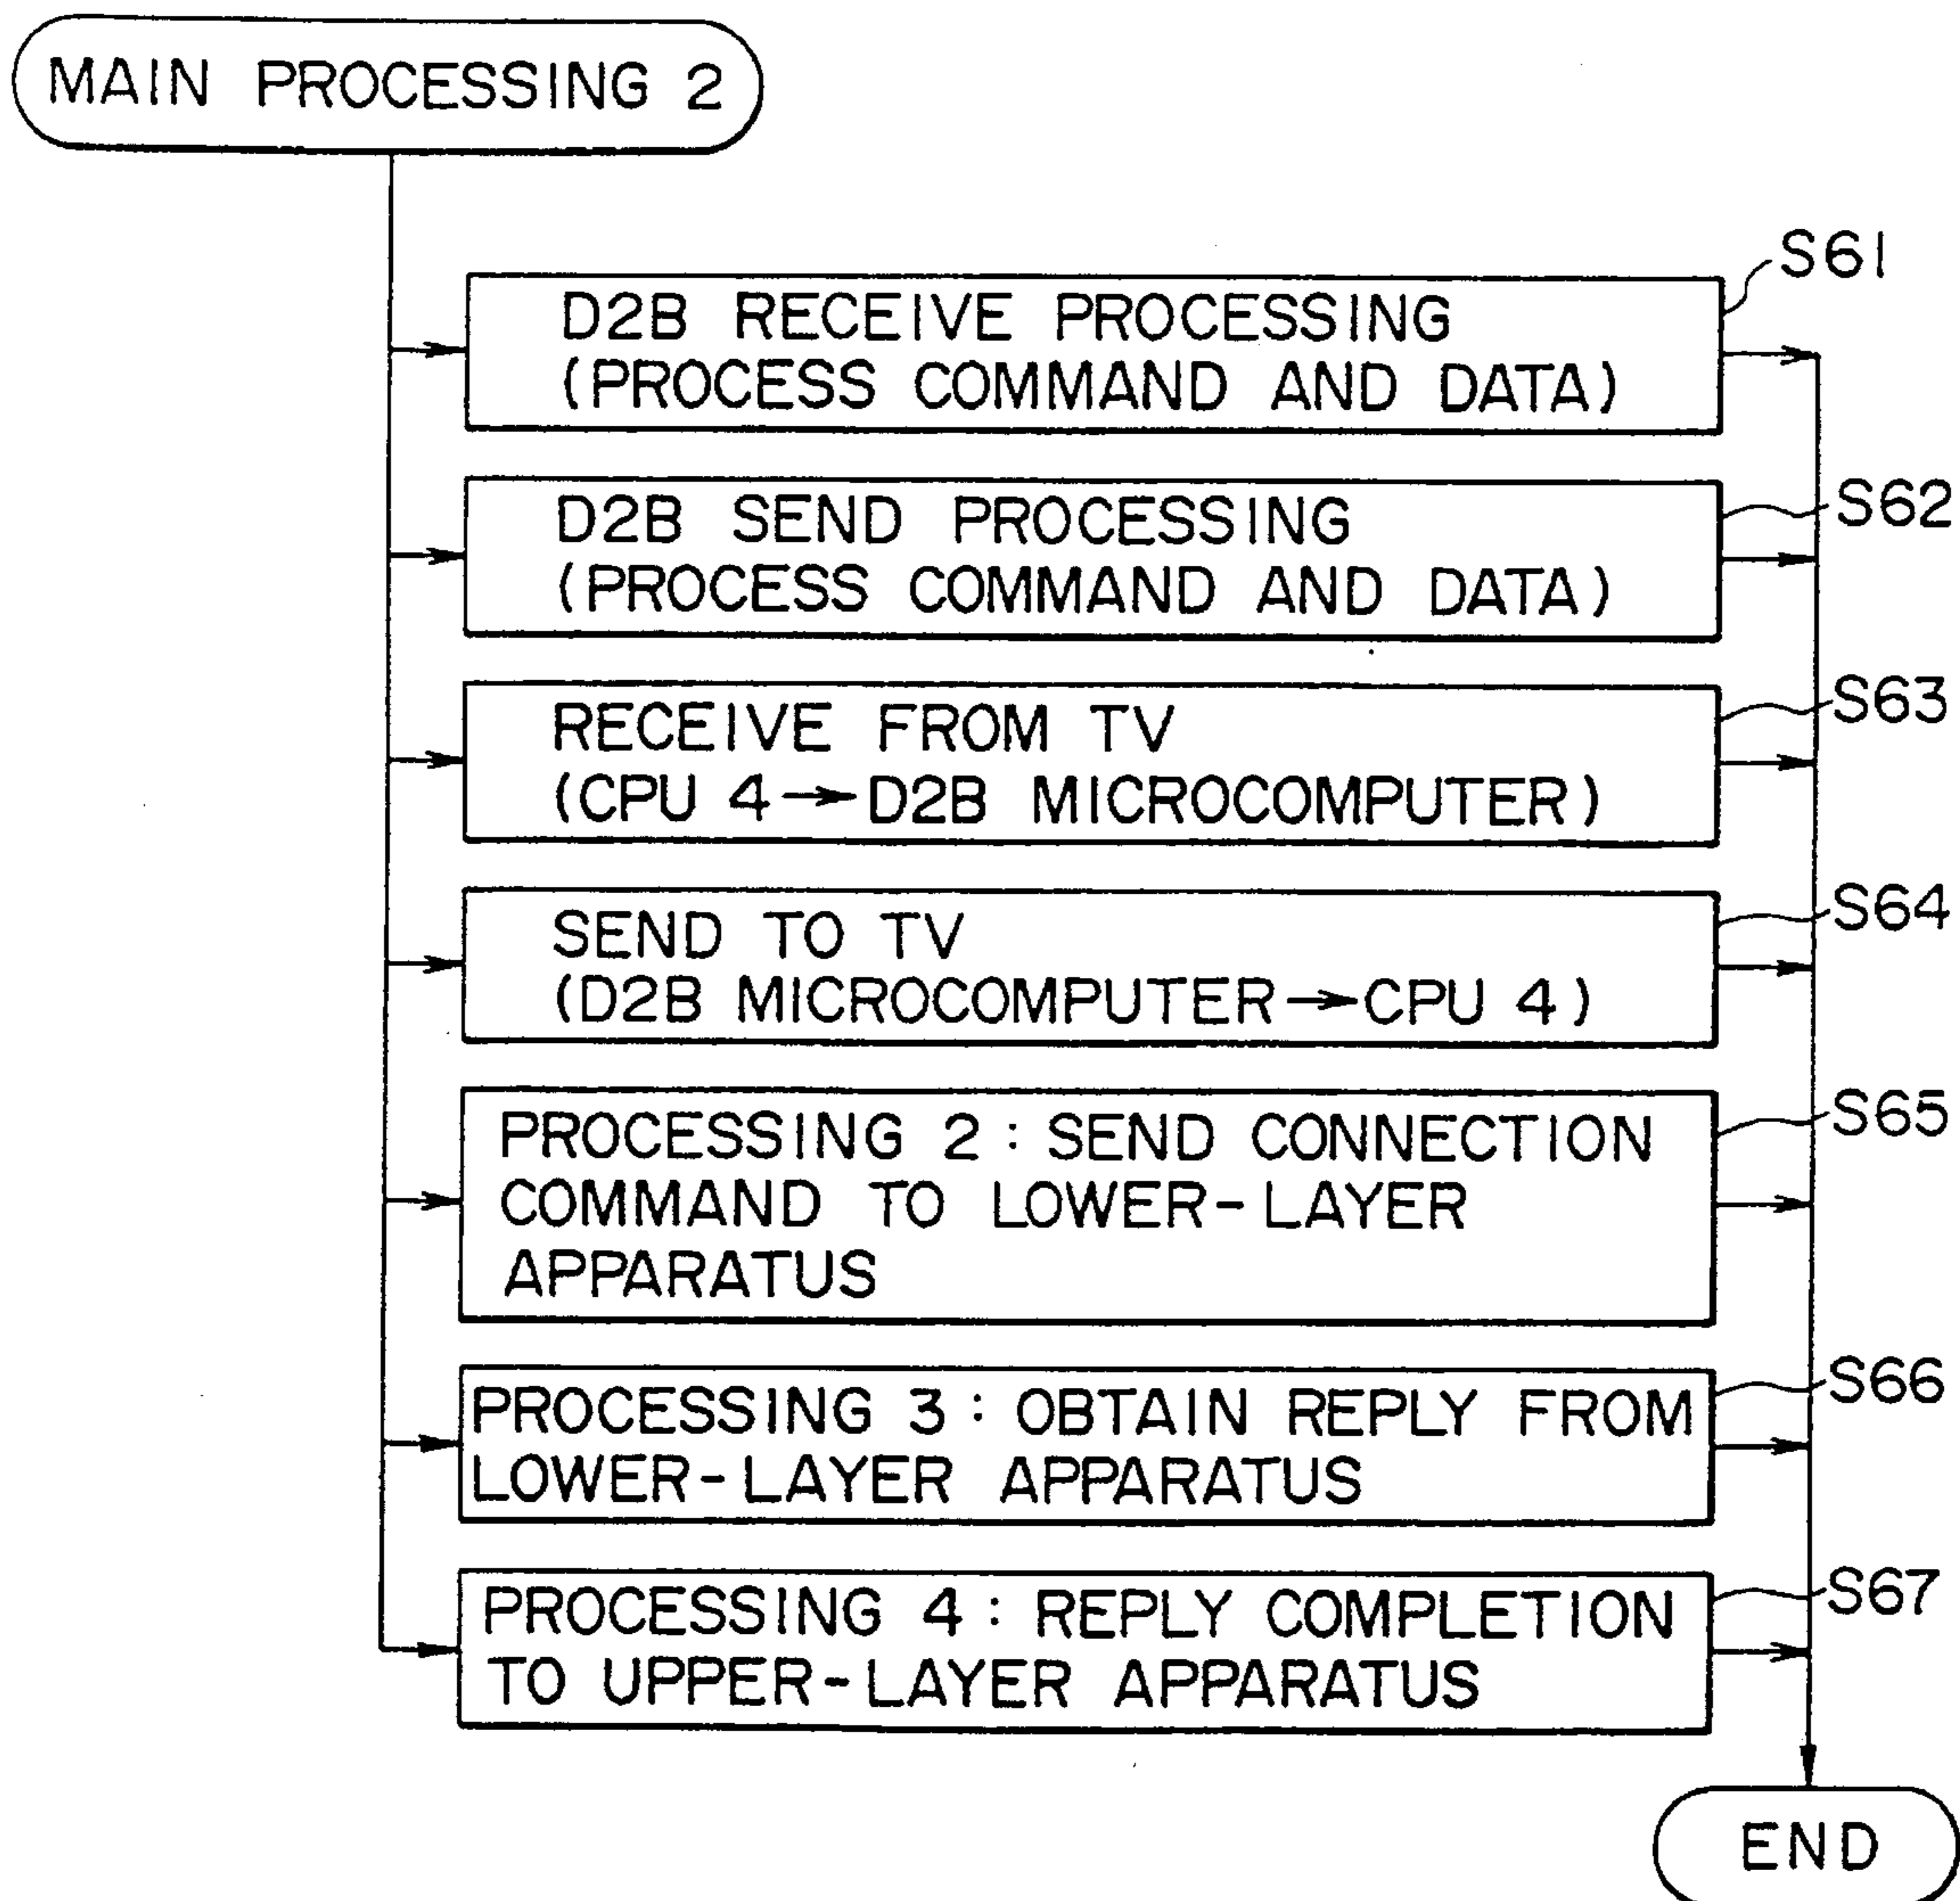 MAIN PROCESSING 2
S61
D2B RECEIVE PROCESSING
(PROCESS COMMAND AND DATA)
S62
D2B SEND PROCESSING
(PROCESS COMMAND AND DATA)
S63
RECEIVE FROM TV
(CPU 4→D2B MICROCOMPUTER)
S64
SEND TO TV
(D2B MICROCOMPUTER→CPU 4)
S65
PROCESSING 2: SEND CONNECTION
COMMAND TO LOWER-LAYER
APPARATUS
S66
PROCESSING 3: OBTAIN REPLY FROM
LOWER-LAYER APPARATUS
S67
PROCESSING 4: REPLY COMPLETION
TO UPPER-LAYER APPARATUS
END